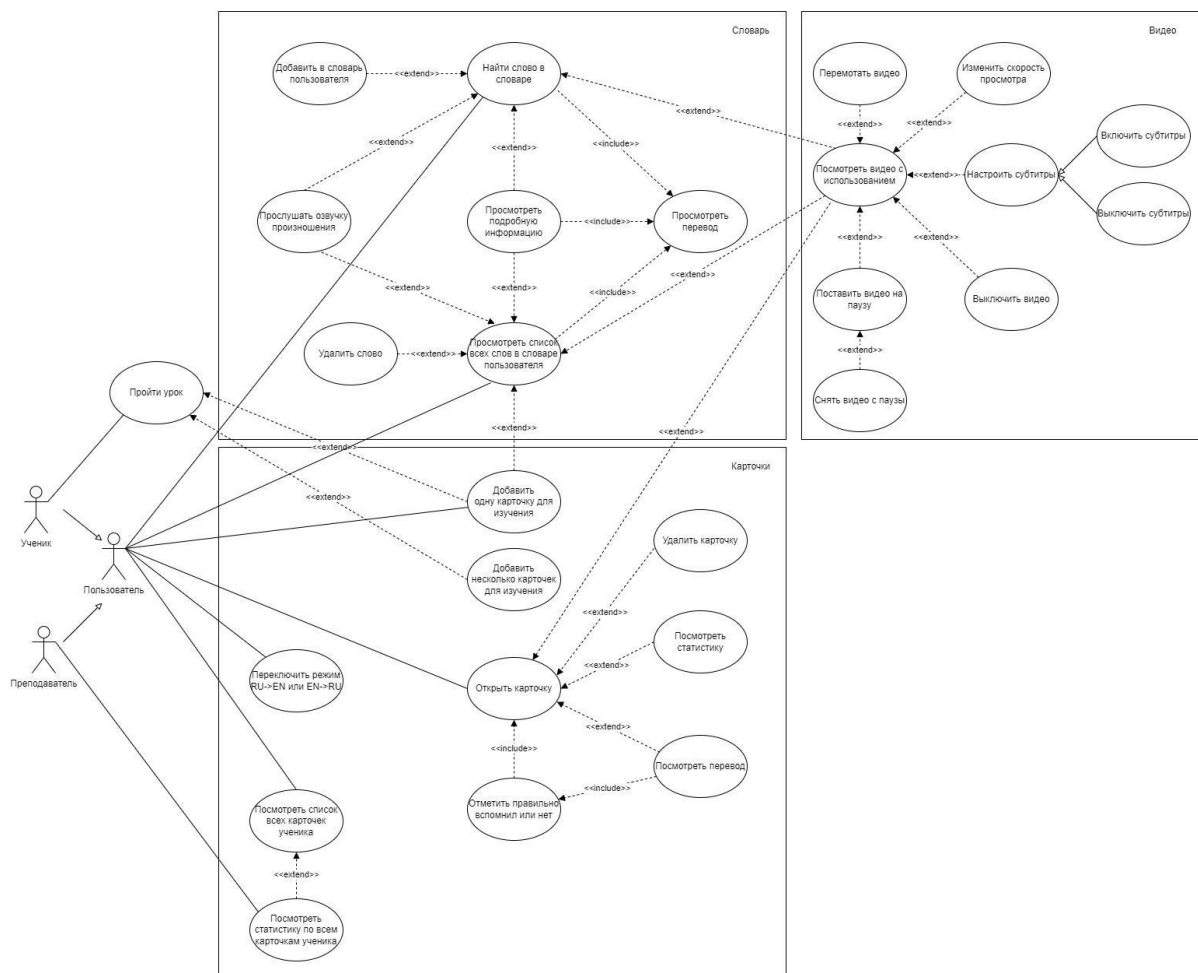 Словарь
Добавить в словарь
пользователя
<<extend>>
Найти слово в
словаре
<<extend>>
<<extend>>
<<include>>
<<extend>>
Прослушать озвучку
произношения
Просмотреть
подробную
информацию
<<include>>
Просмотреть
перевод
<<extend>>
<<extend>>
<<include>>
<<extend>>
Удалить слово
<<extend>>
Просмотреть список
всех слов в словаре
пользователя
<<extend>>
<<extend>>
Видео
Перемотать видео
Изменить скорость
просмотра
<<extend>>
<<extend>>
Включить субтитры
Посмотреть видео с
использованием
<<extend>>
Настроить субтитры
Выключить субтитры
<<extend>>
<<extend>>
Поставить видео на
паузу
Выключить видео
<<extend>>
Снять видео с паузы
Пройти урок
<<extend>>
<<extend>>
Ученик
Пользователь
Преподаватель
Карточки
Добавить
одну карточку для
изучения
Добавить
несколько карточек
для изучения
Удалить карточку
<<extend>>
Посмотреть
статистику
<<extend>>
Переключить режим
RU->EN или EN->RU
Открыть карточку
<<extend>>
<<include>>
Посмотреть перевод
<<include>>
Отметить правильно
вспомнил или нет
Посмотреть список
всех карточек
ученика
<<extend>>
Посмотреть
статистику по всем
карточкам ученика